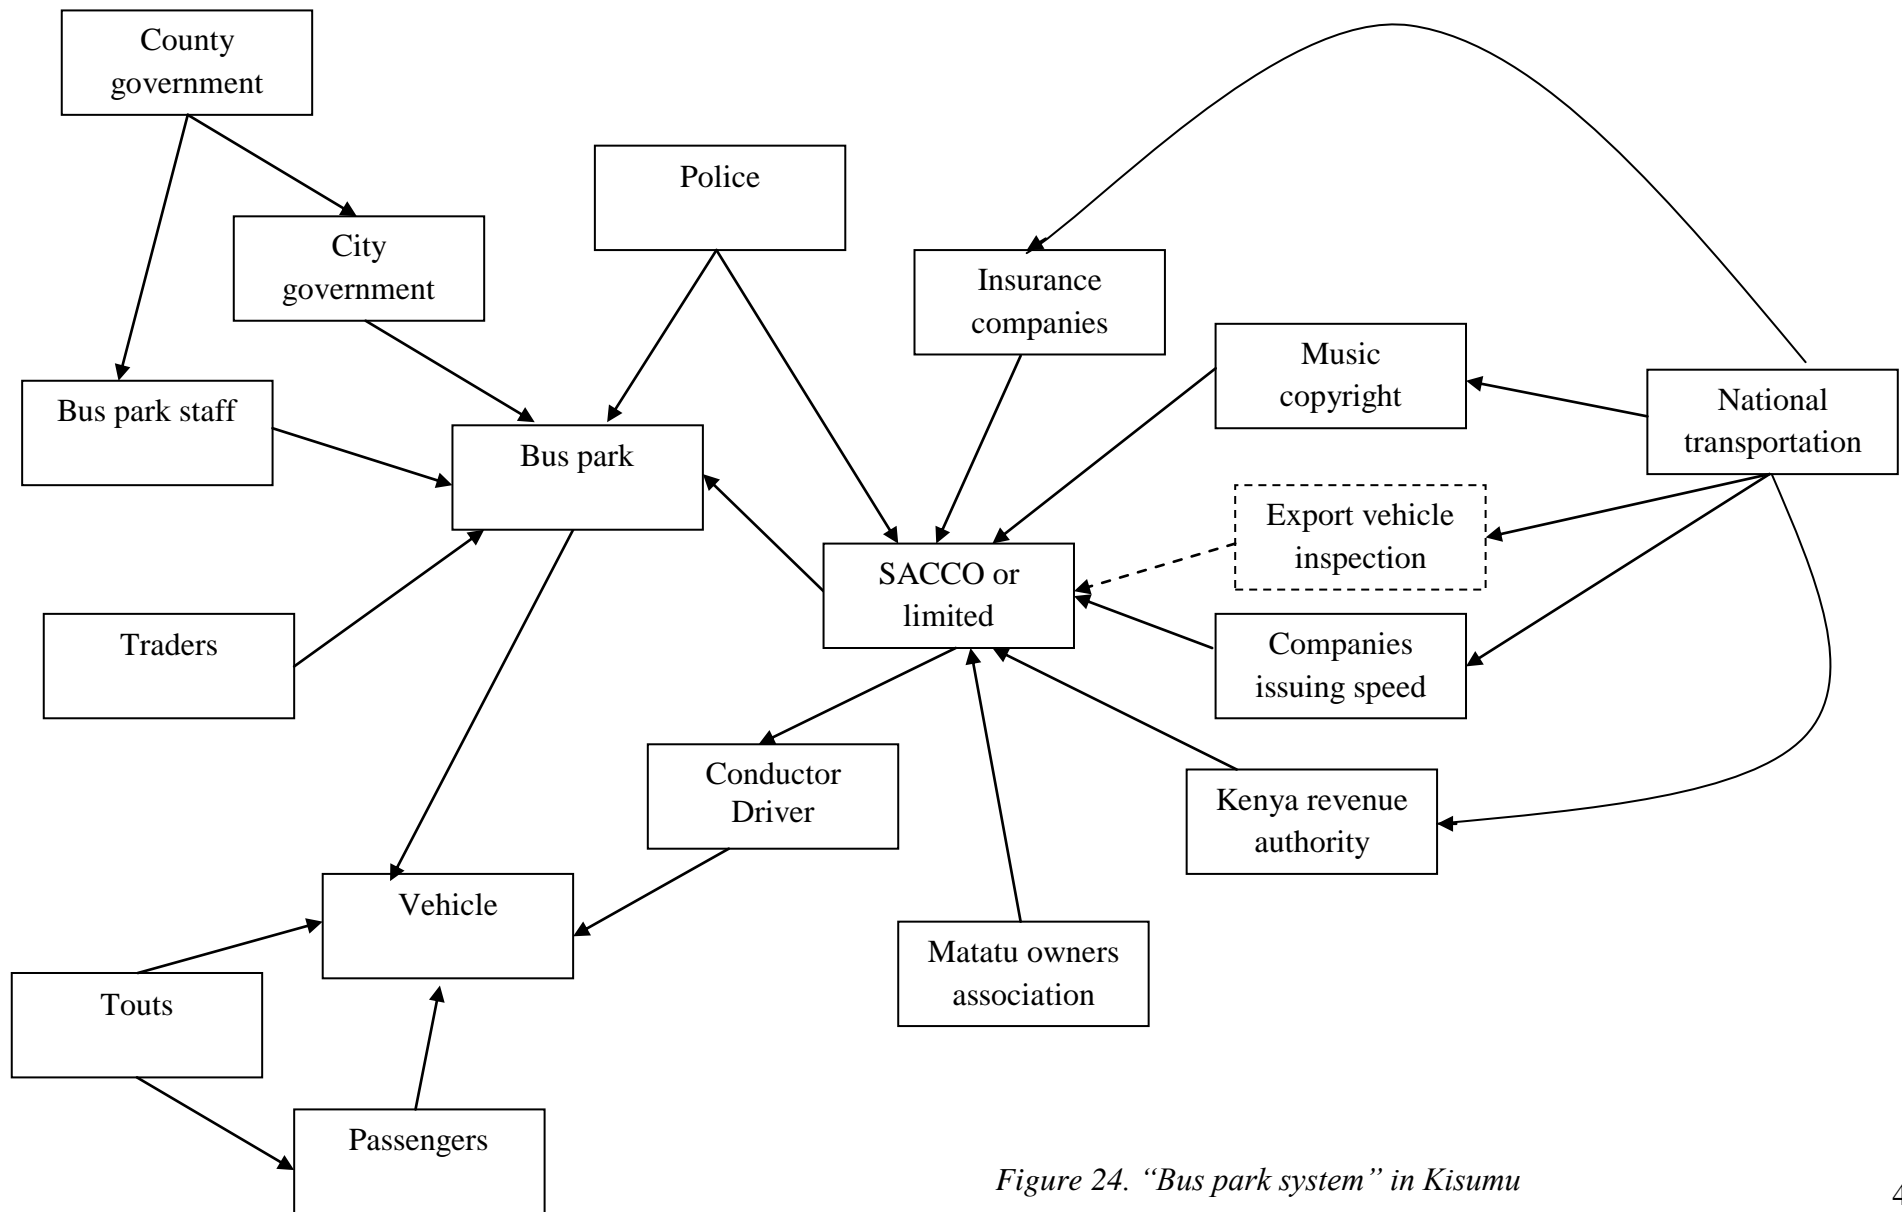 County
government
Police
City
government
Insurance
companies
Music
copyright
National
transportation
Bus park staff
Bus park
Export vehicle
inspection
SACCO or
limited
Traders
Companies
issuing speed
Conductor
Driver
Kenya revenue
authority
Vehicle
Matatu owners
association
Touts
Passengers
Figure 24. “Bus park system” in Kisumu
4